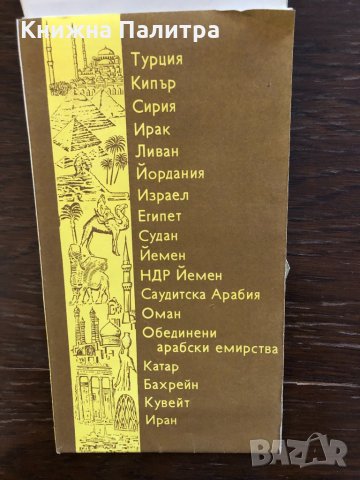 Книжна Палитра
Турция
Кипър
Сирия
Ирак
Ливан
Йордания
Израел
Египет
Судан
Йемен
НДР Йемен
Саудитска Арабия
Оман
Обединени
арабски емирства
Катар
Бахрейн
Кувейт
Иран
BAZAR